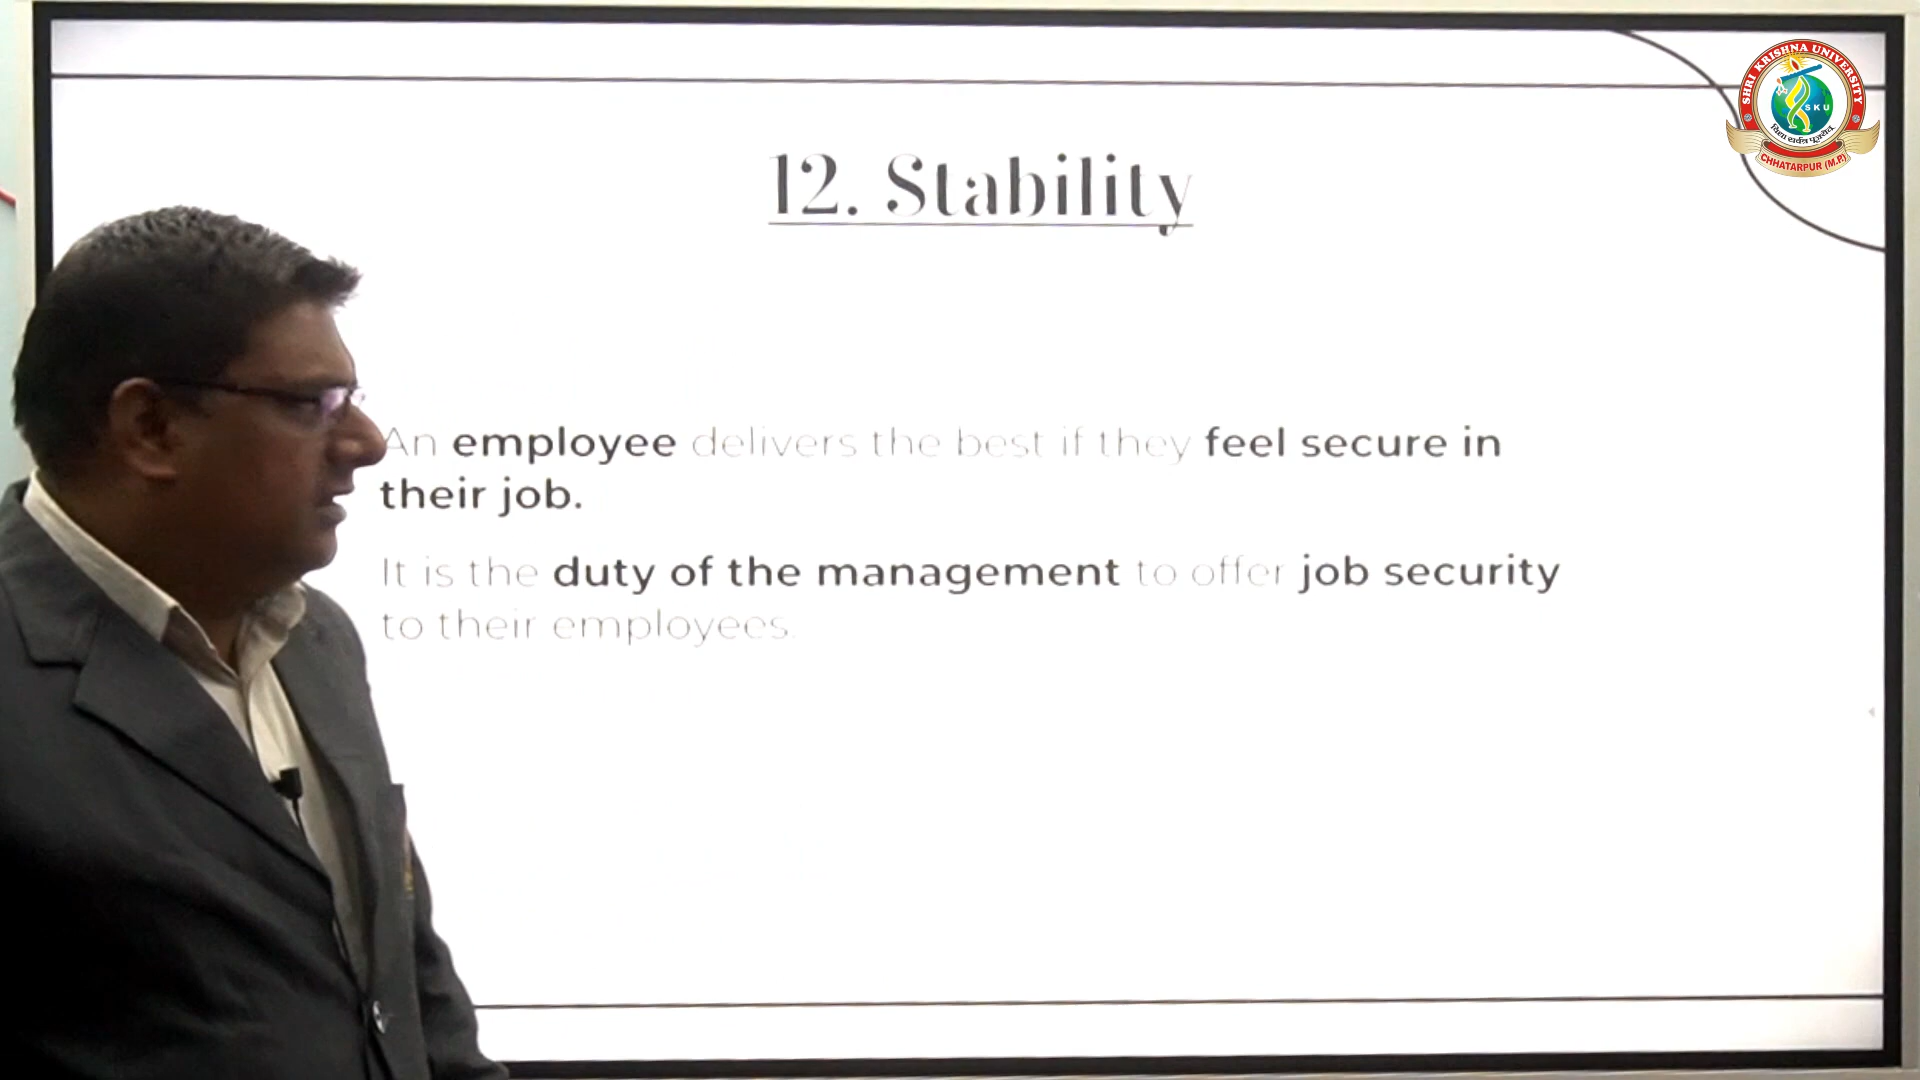 SHRI KRISHNA UNIVERSITY
SKU
CHHATARPUR (M.P.)
12. Stability
An employee delivers the best if they feel secure in
their job.
It is the duty of the management to offer job security
to their employees.